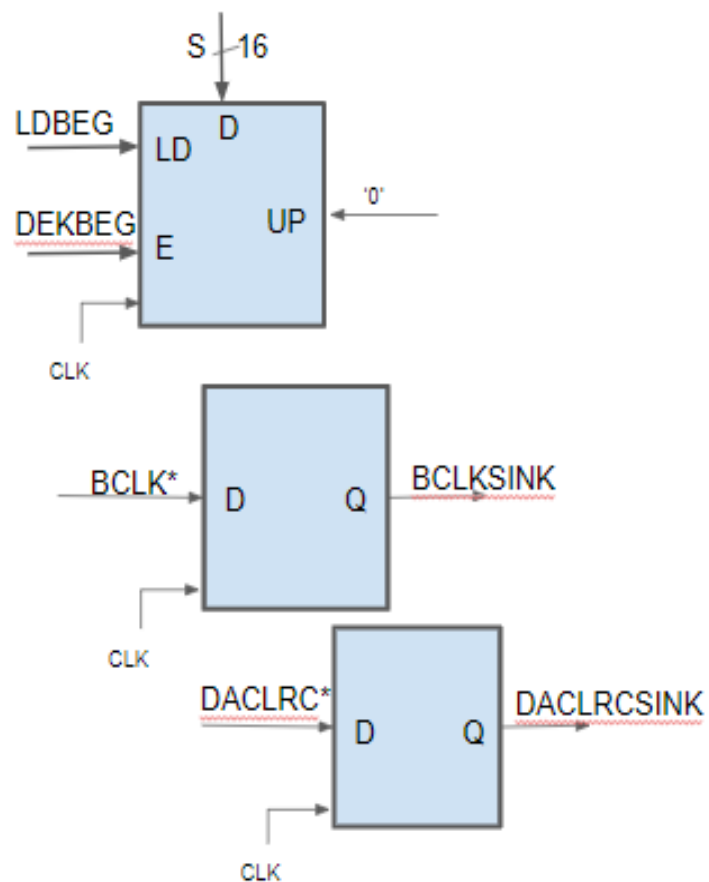 S 16
LDBEG
D
LD
'0'
DEKBEG
UP
E
CLK
BCLK*
BCLKSINK
D
Q
CLK
DACLRC*
DACLRCSINK
D
Q
CLK